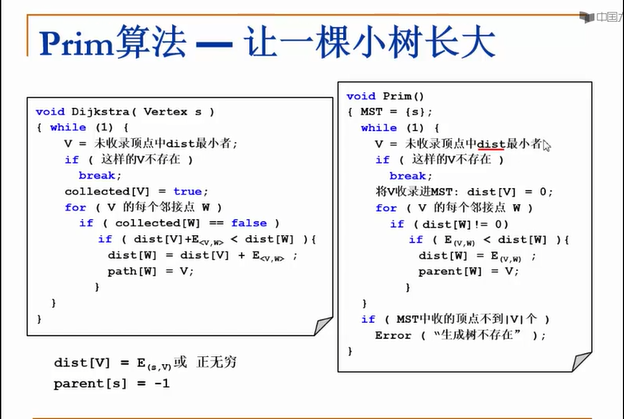 中国大
Prim算法 — 让一棵小树长大
void Dijkstra( Vertex s )
{ while (1) {
V = 未收录顶点中dist最小者;
if ( 这样的V不存在 )
break;
collected[V] = true;
for ( V 的每个邻接点 W )
if ( collected[W] == false )
if ( dist[V]+E<V,W> < dist[W] ){
dist[W] = dist[V] + E<V,W> ;
path[W] = V;
}
}
}
void Prim()
{ MST = {s};
while (1) {
V = 未收录顶点中dist最小者
if ( 这样的V不存在 )
break;
将V收录进MST: dist[V] = 0;
for ( V 的每个邻接点 W )
if ( dist[W]!= 0)
if ( E(V,W) < dist[W] ){
dist[W] = E(V,W) ;
parent[W] = V;
}
}
if ( MST中收的顶点不到|V|个 )
Error ( “生成树不存在” );
}
dist[V] = E(s,V)或 正无穷
parent[s] = -1